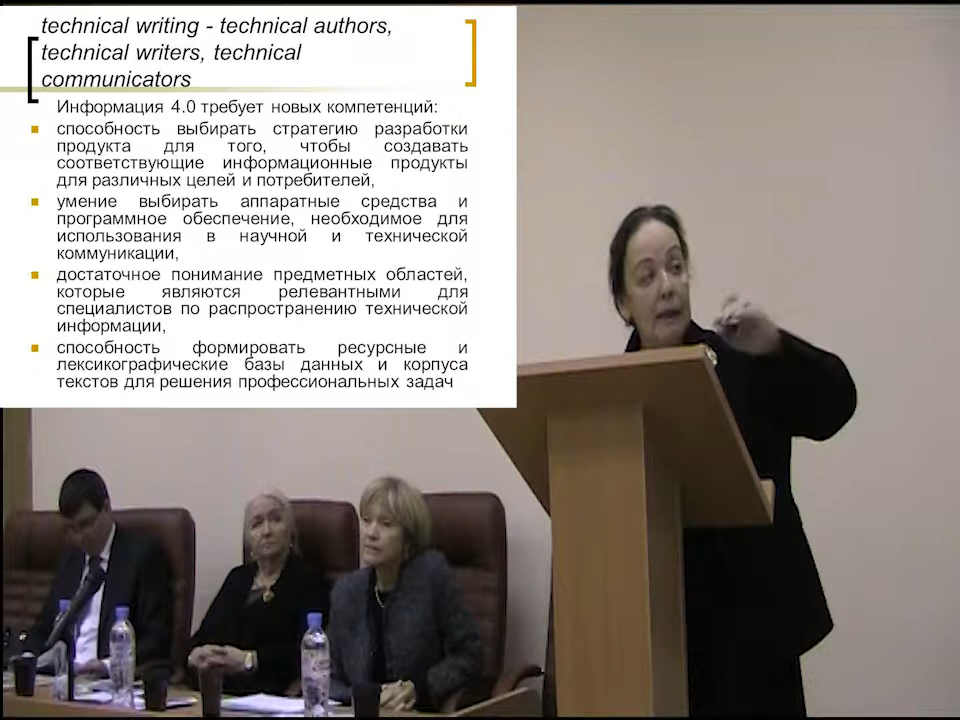 technical writing - technical authors,
technical writers, technical
communicators
Информация 4.0 требует новых компетенций:
способность выбирать стратегию разработки
продукта для того, чтобы создавать
соответствующие информационные продукты
для различных целей и потребителей,
умение выбирать аппаратные средства и
программное обеспечение, необходимое для
использования в научной и технической
коммуникации,
достаточное понимание предметных областей,
которые являются релевантными для
специалистов по распространению технической
информации,
способность формировать ресурсные и
лексикографические базы данных и корпуса
текстов для решения профессиональных задач